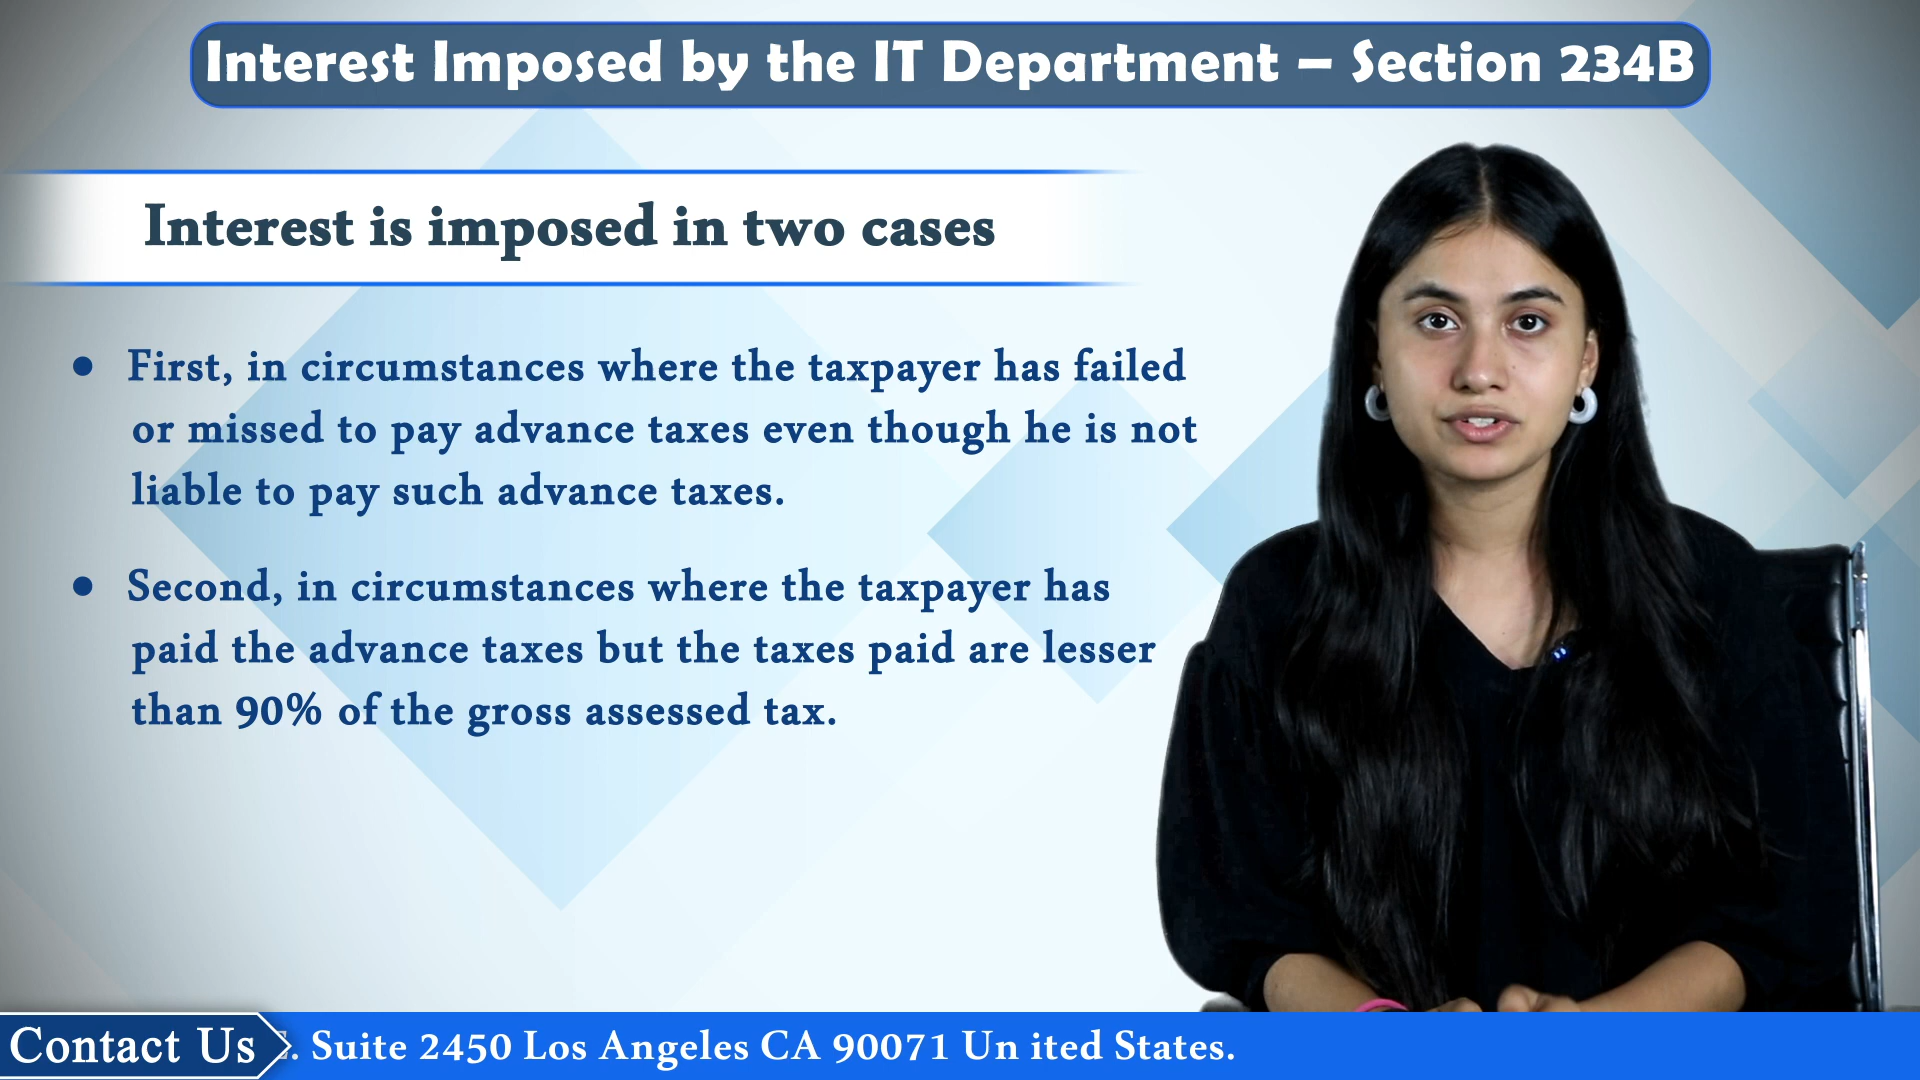 Interest Imposed by the IT Department – Section 234B
Interest is imposed in two cases
• First, in circumstances where the taxpayer has failed
or missed to pay advance taxes even though he is not
liable to pay such advance taxes.
• Second, in circumstances where the taxpayer has
paid the advance taxes but the taxes paid are lesser
than 90% of the gross assessed tax.
Contact Us . Suite 2450 Los Angeles CA 90071 Un ited States.